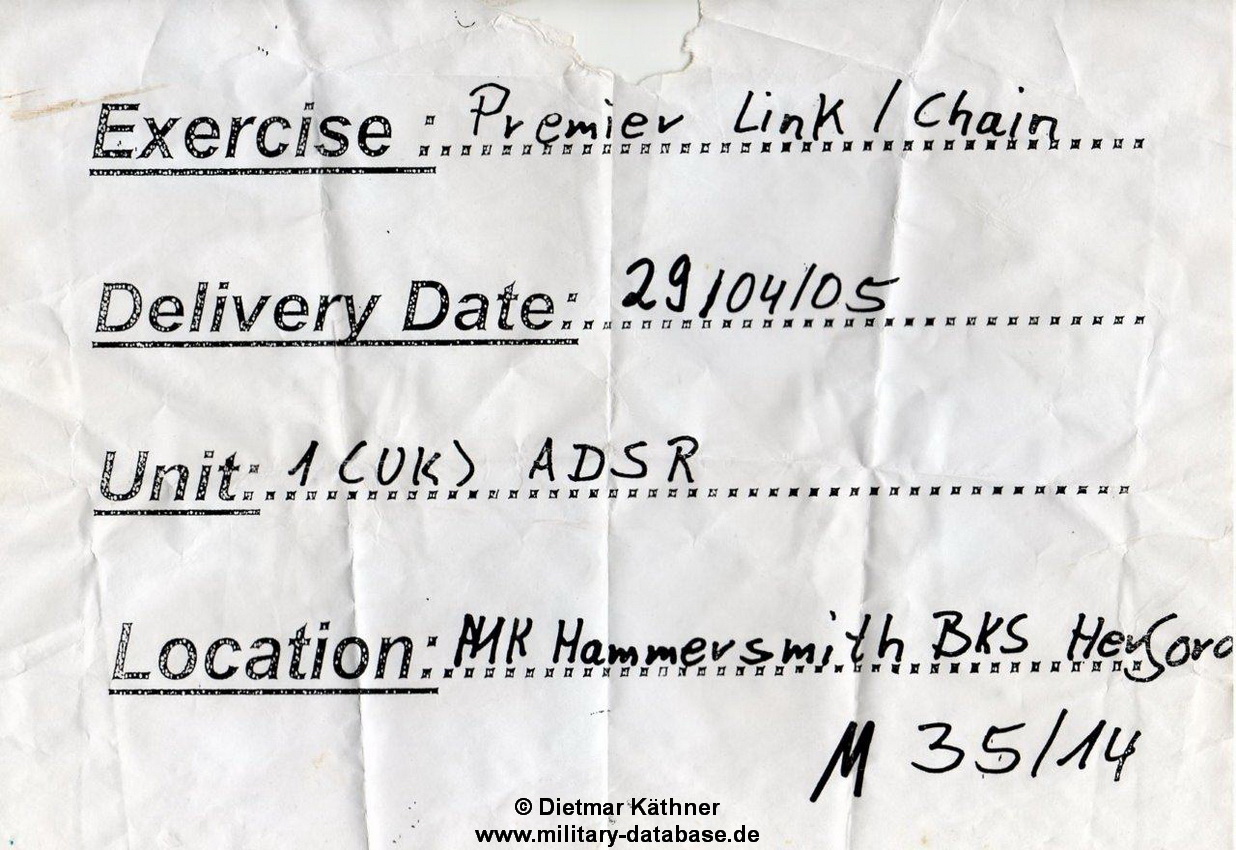 Exercise: Premier Link / Chain
Delivery Date: 29/04/05
Unit: 1 (UK) ADSR
Location: Hammersmith BKS Herford
M 35/14
© Dietmar Käthner
www.military-database.de